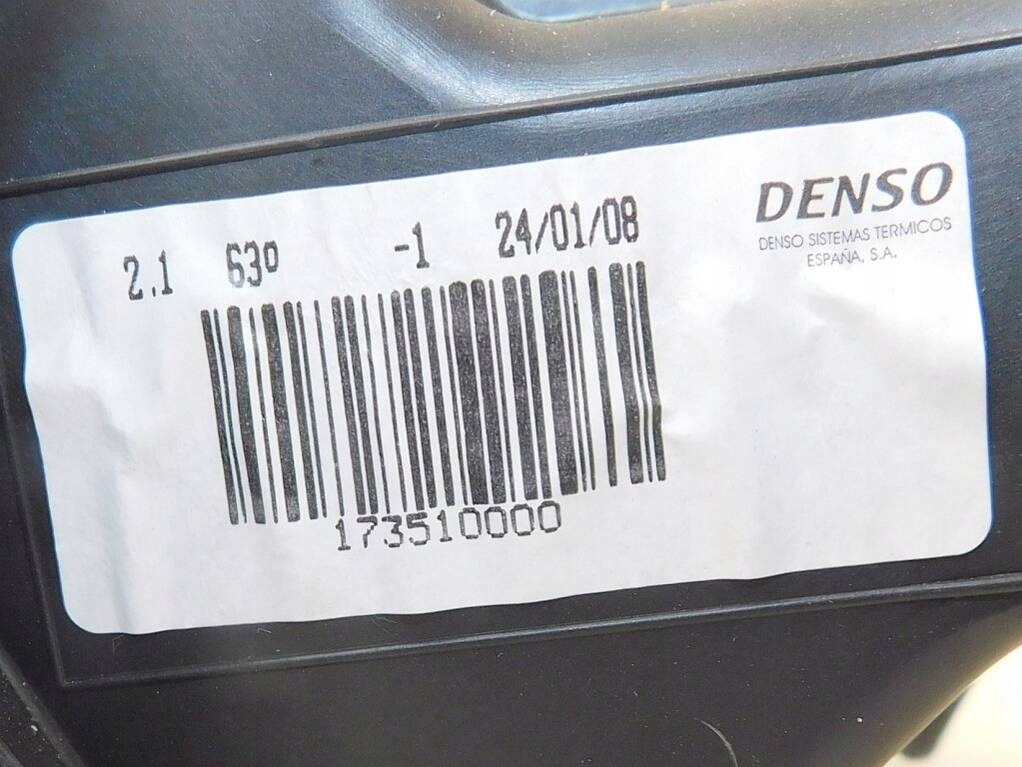 2.1 63º -1 24/01/08
DENSO
DENSO SISTEMAS TERMICOS
ESPAÑA, S.A.
173510000